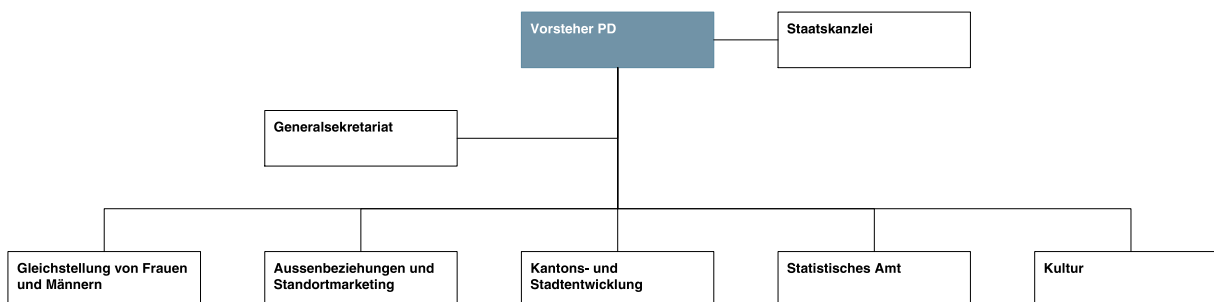 Vorsteher PD
Staatskanzlei
Generalsekretariat
Gleichstellung von Frauen
und Männern
Aussenbeziehungen und
Standortmarketing
Kantons- und
Stadtentwicklung
Statistisches Amt
Kultur